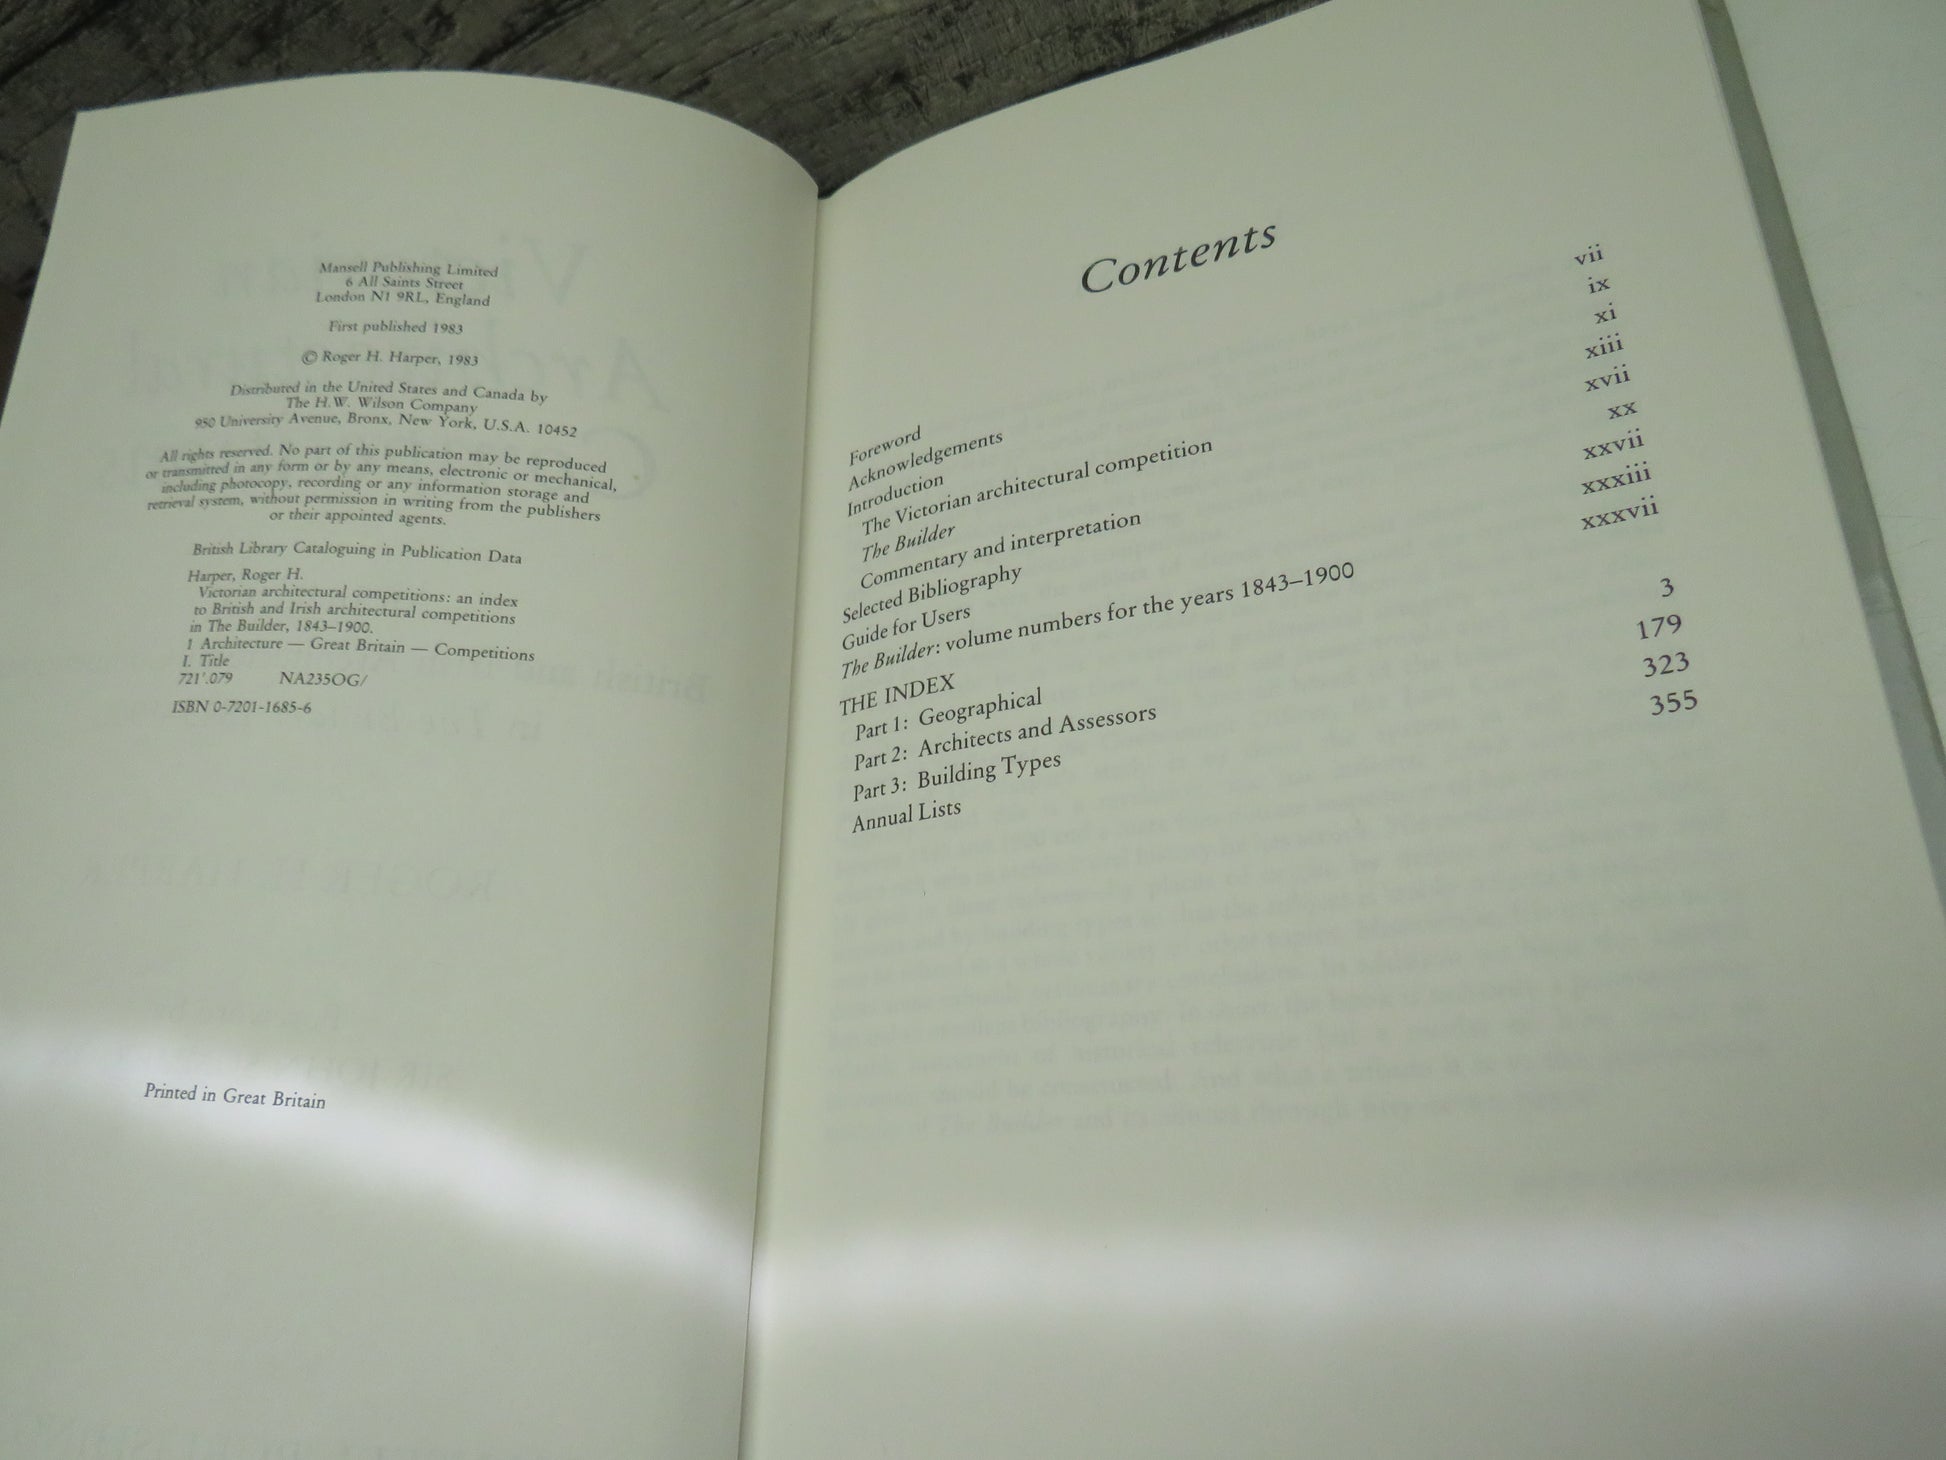 Mansell Publishing Limited
6 All Saints Street
London N1 9RL, England
First published 1983
© Roger H. Harper, 1983
Distributed in the United States and Canada by
The H.W. Wilson Company
950 University Avenue, Bronx, New York, U.S.A. 10452
All rights reserved. No part of this publication may be reproduced
or transmitted in any form or by any means, electronic or mechanical,
including photocopy, recording or any information storage and
retrieval system, without permission in writing from the publishers
or their appointed agents.
British Library Cataloguing in Publication Data
Harper, Roger H.
Victorian architectural competitions: an index
to British and Irish architectural competitions
in The Builder, 1843–1900.
1 Architecture — Great Britain — Competitions
I. Title
721'.079 NA235OG/
ISBN 0-7201-1685-6
Printed in Great Britain
Contents
Foreword vii
Acknowledgements ix
Introduction xi
The Victorian architectural competition xiii
The Builder xvii
Commentary and interpretation xx
Selected Bibliography xxvii
Guide for Users xxxiii
The Builder: volume numbers for the years 1843–1900 xxxvii
THE INDEX
Part 1: Geographical 3
Part 2: Architects and Assessors 179
Part 3: Building Types 323
Annual Lists 355